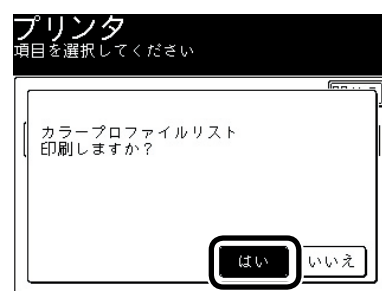 プリンタ
項目を選択してください
カラープロファイルリスト
印刷しますか？
はい
いいえ